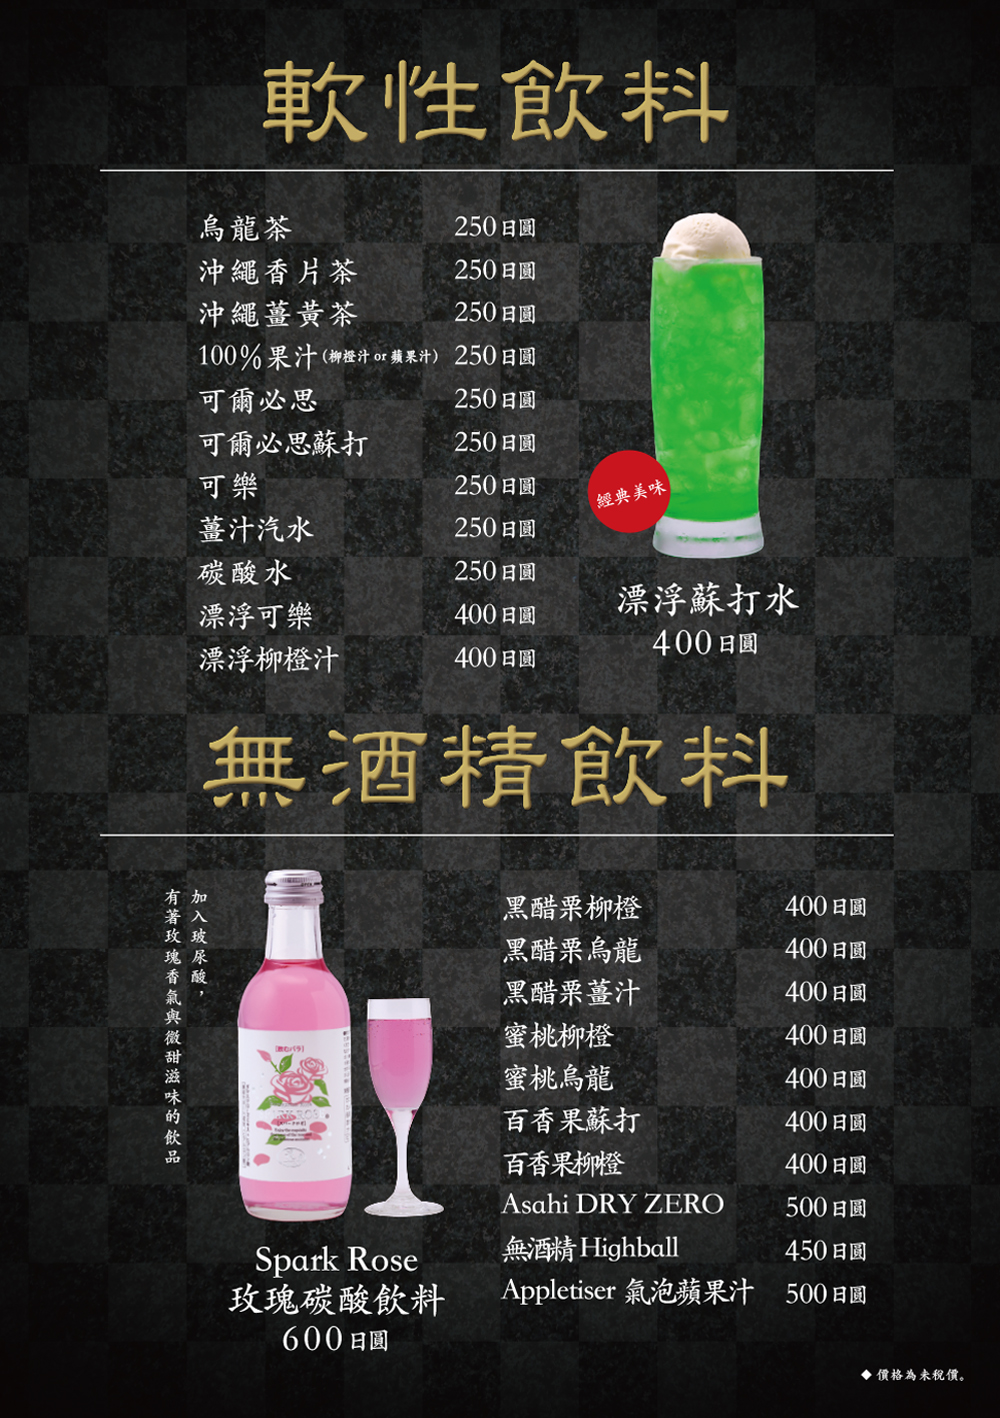 軟性飲料
烏龍茶 250日圓
沖繩香片茶 250日圓
沖繩薑黃茶 250日圓
100%果汁(柳橙汁 or 蘋果汁) 250日圓
可爾必思 250日圓
可爾必思蘇打 250日圓
可樂 250日圓
薑汁汽水 250日圓
碳酸水 250日圓
漂浮可樂 400日圓
漂浮柳橙汁 400日圓
經典美味
漂浮蘇打水
400日圓
無酒精飲料
加入玻尿酸，
有著玫瑰香氣與微甜滋味的飲品
Spark Rose
玫瑰碳酸飲料
600日圓
黑醋栗柳橙 400日圓
黑醋栗烏龍 400日圓
黑醋栗薑汁 400日圓
蜜桃柳橙 400日圓
蜜桃烏龍 400日圓
百香果蘇打 400日圓
百香果柳橙 400日圓
Asahi DRY ZERO 500日圓
無酒精 Highball 450日圓
Appletiser 氣泡蘋果汁 500日圓
◆ 價格為未稅價。